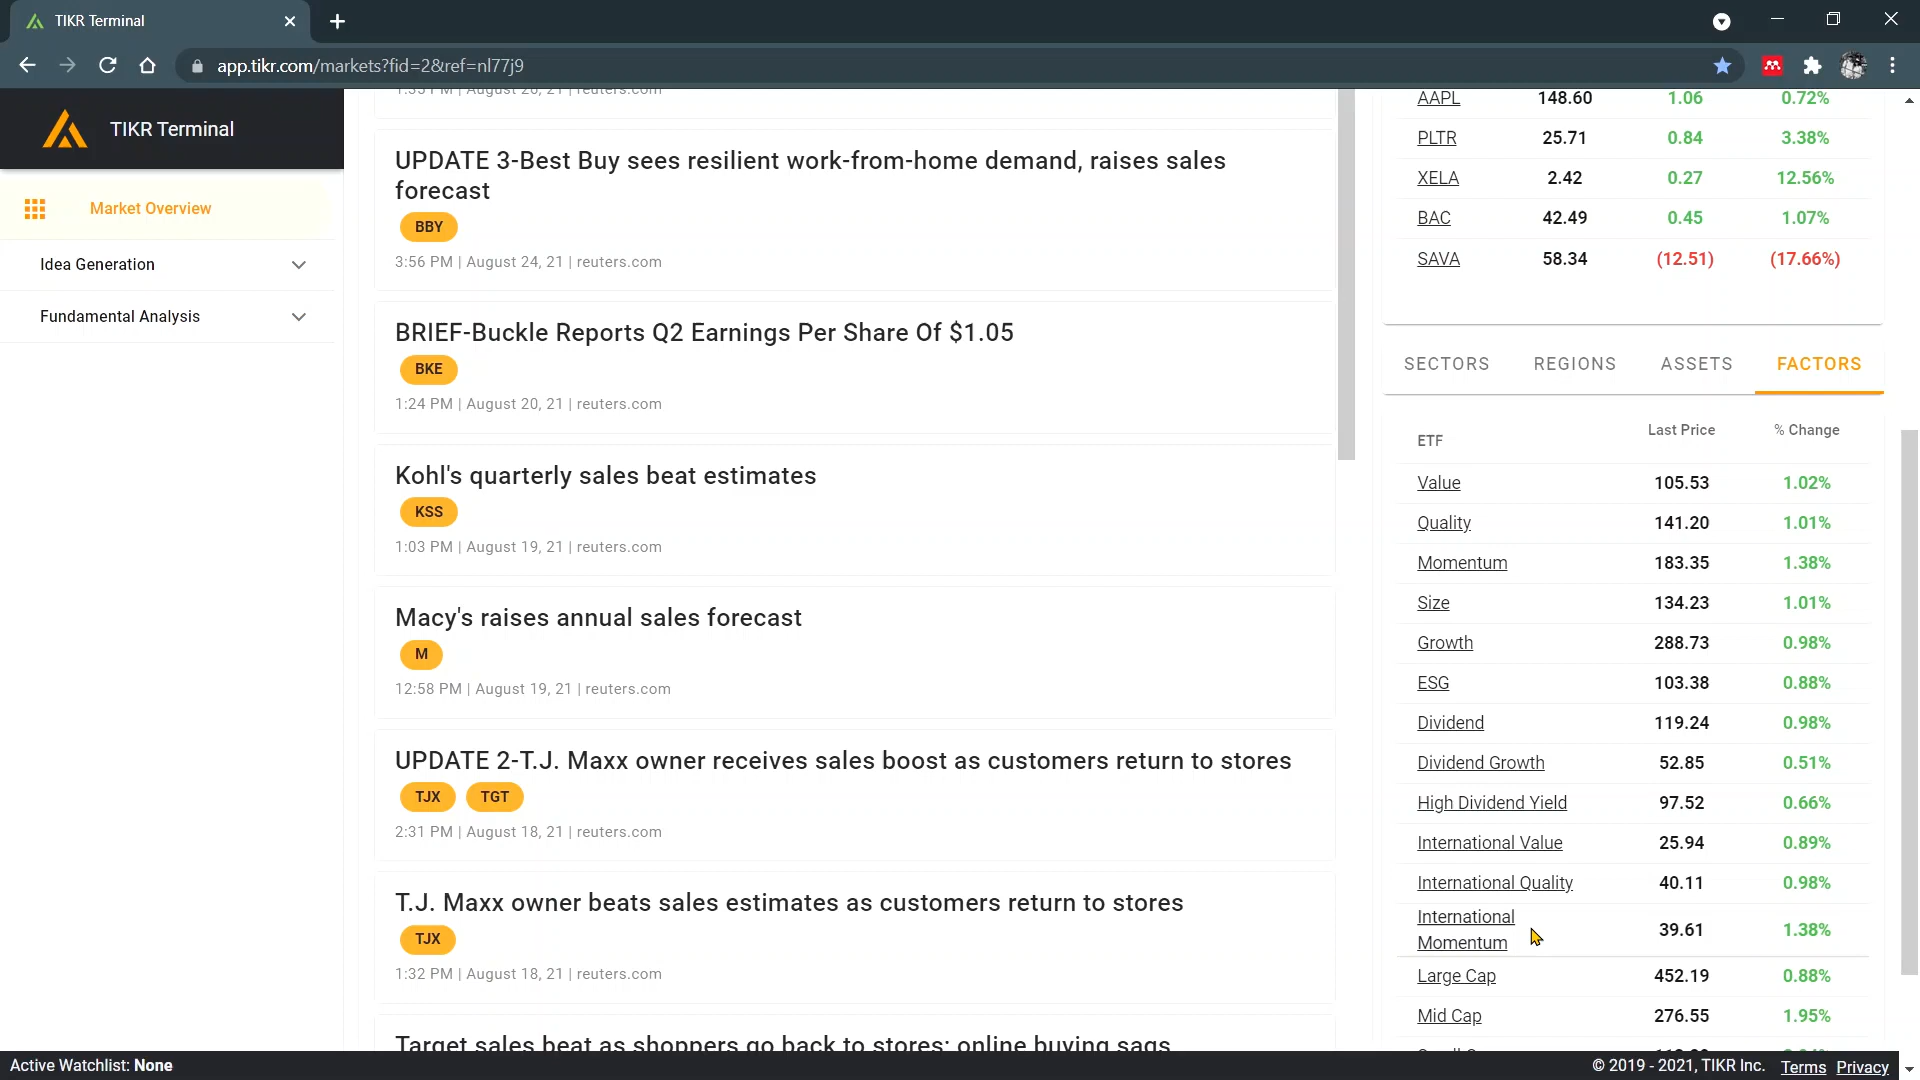 TIKR Terminal
app.tikr.com/markets?fid=2&ref=nl77j9
TIKR Terminal
Market Overview
Idea Generation
Fundamental Analysis
1:35 PM | August 26, 21 | reuters.com
UPDATE 3-Best Buy sees resilient work-from-home demand, raises sales
forecast
BBY
3:56 PM | August 24, 21 | reuters.com
BRIEF-Buckle Reports Q2 Earnings Per Share Of $1.05
BKE
1:24 PM | August 20, 21 | reuters.com
Kohl's quarterly sales beat estimates
KSS
1:03 PM | August 19, 21 | reuters.com
Macy's raises annual sales forecast
M
12:58 PM | August 19, 21 | reuters.com
UPDATE 2-T.J. Maxx owner receives sales boost as customers return to stores
TJX TGT
2:31 PM | August 18, 21 | reuters.com
T.J. Maxx owner beats sales estimates as customers return to stores
TJX
1:32 PM | August 18, 21 | reuters.com
Target sales beat as shoppers go back to stores; online buying sags
AAPL 148.60 1.06 0.72%
PLTR 25.71 0.84 3.38%
XELA 2.42 0.27 12.56%
BAC 42.49 0.45 1.07%
SAVA 58.34 (12.51) (17.66%)
SECTORS REGIONS ASSETS FACTORS
ETF Last Price % Change
Value 105.53 1.02%
Quality 141.20 1.01%
Momentum 183.35 1.38%
Size 134.23 1.01%
Growth 288.73 0.98%
ESG 103.38 0.88%
Dividend 119.24 0.98%
Dividend Growth 52.85 0.51%
High Dividend Yield 97.52 0.66%
International Value 25.94 0.89%
International Quality 40.11 0.98%
International
Momentum 39.61 1.38%
Large Cap 452.19 0.88%
Mid Cap 276.55 1.95%
Active Watchlist: None
© 2019 - 2021, TIKR Inc. Terms Privacy